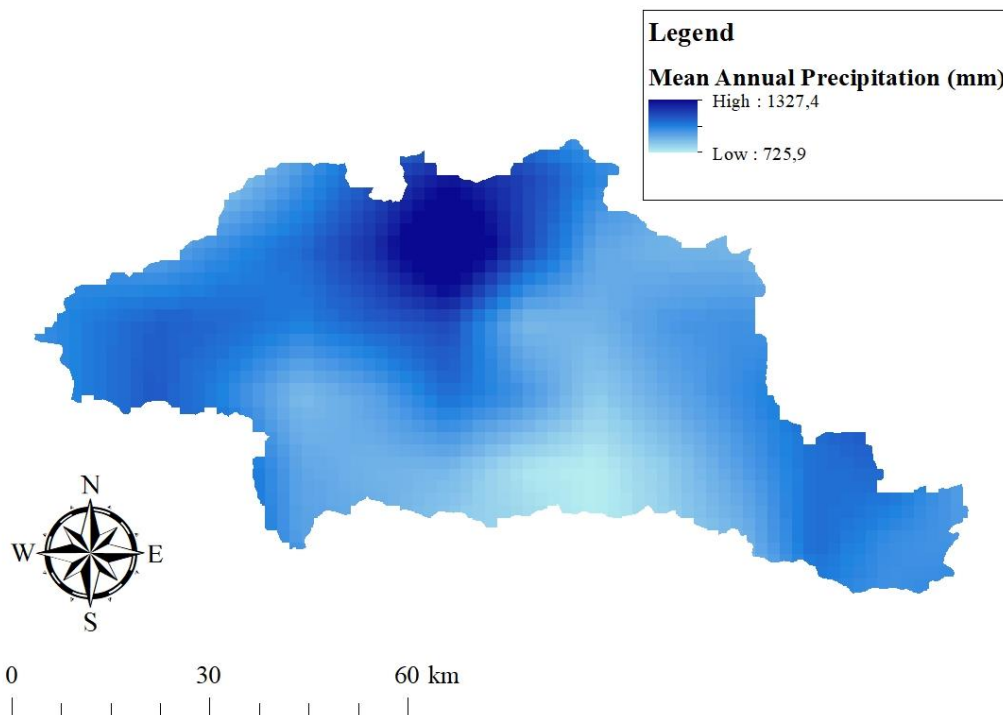 Legend
Mean Annual Precipitation (mm)
High : 1327,4
Low : 725,9
N
W E
S
0 30 60 km